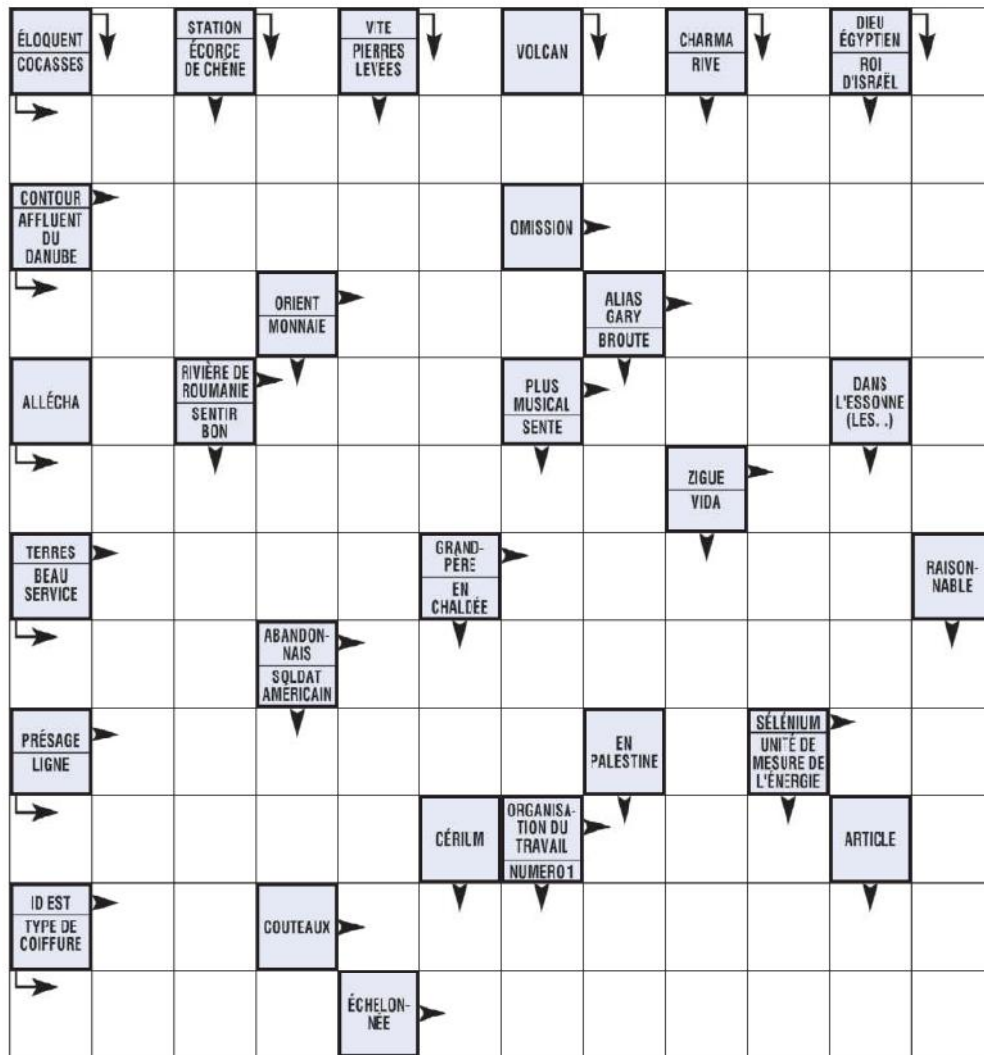 ÉLOQUENT
COCASSES
STATION
ÉCORCE
DE CHÊNE
VITE
PIERRES
LEVÉES
VOLCAN
CHARMA
RIVE
DIEU
ÉGYPTIEN
ROI
D'ISRAËL
CONTOUR
AFFLUENT
DU
DANUBE
OMISSION
ORIENT
MONNAIE
ALIAS
GARY
BROUTE
ALLÉCHA
RIVIÈRE DE
ROUMANIE
SENTIR
BON
PLUS
MUSICAL
SENTE
DANS
L'ESSONNE
(LES. .)
ZIGUE
VIDA
TERRES
BEAU
SERVICE
GRAND-
PÈRE
EN
CHALDÉE
RAISON-
NABLE
ABANDON-
NAIS
SOLDAT
AMÉRICAIN
PRÉSAGE
LIGNE
EN
PALESTINE
SÉLÉNIUM
UNITÉ DE
MESURE DE
L'ÉNERGIE
CÉRIUM
ORGANISA-
TION DU
TRAVAIL
NUMERO1
ARTICLE
ID EST
TYPE DE
COIFFURE
COUTEAUX
ÉCHELON-
NÉE